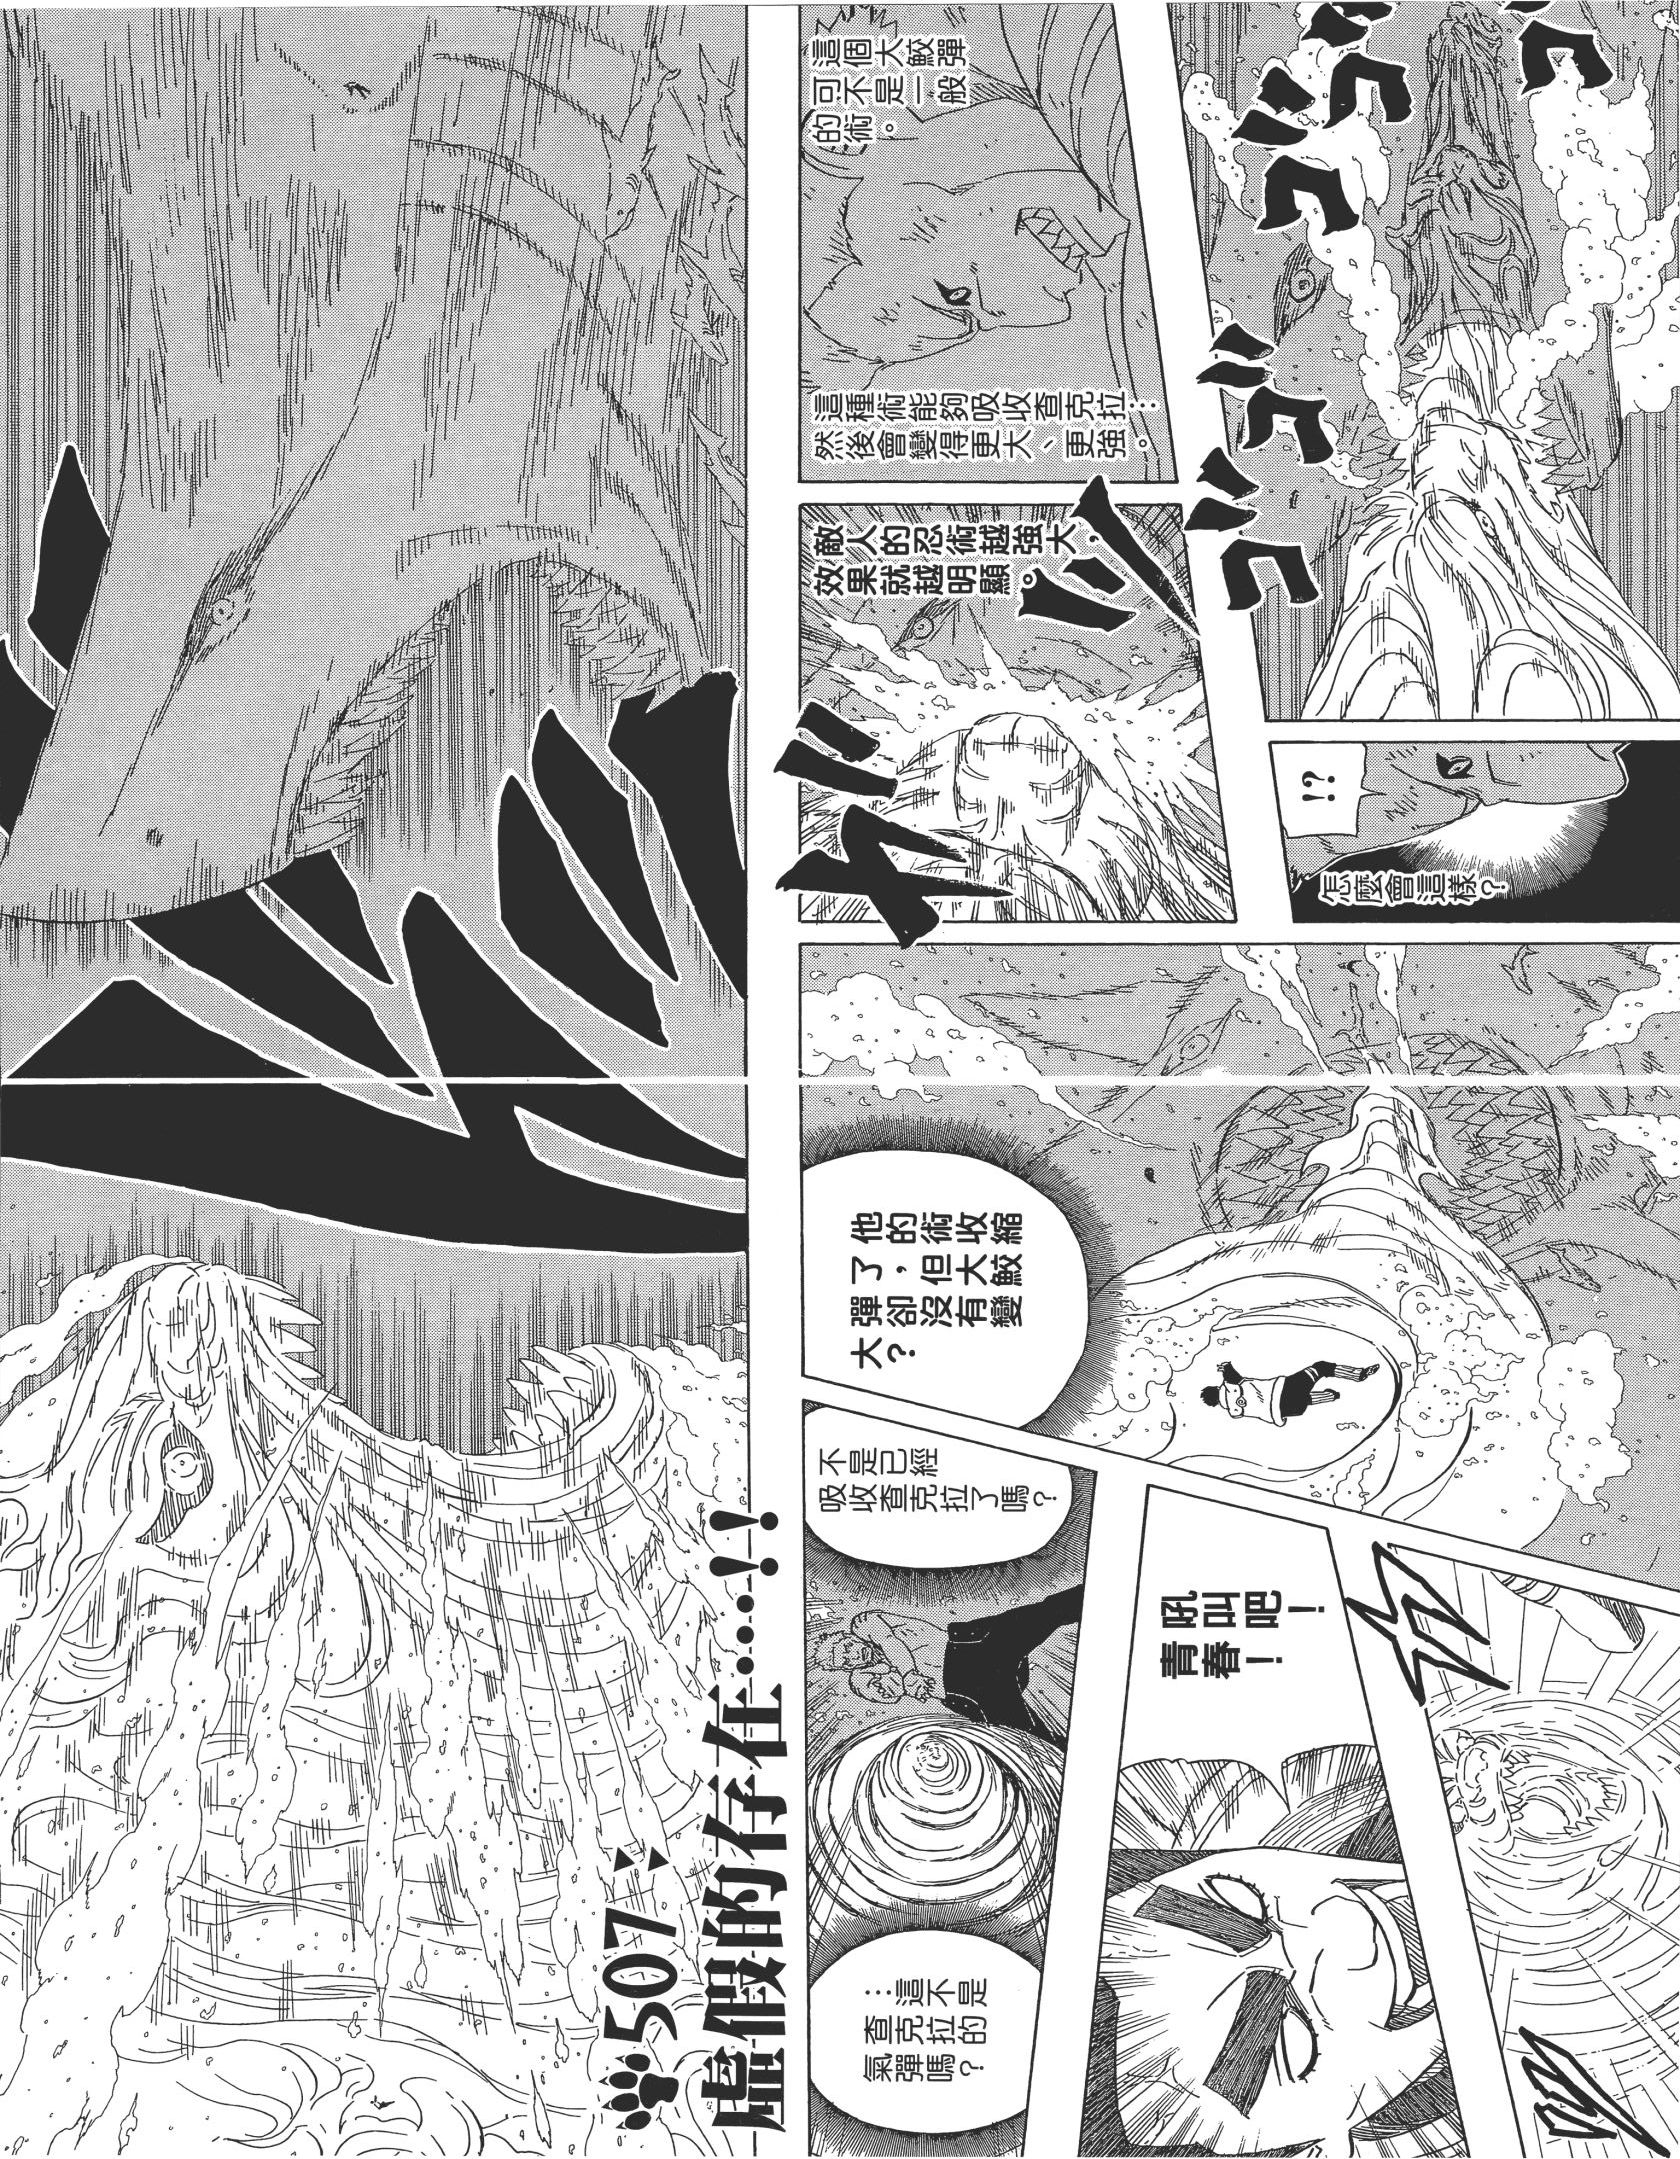 507：
虛假的存在…!!
這個大鮫彈
可不是一般
的術。
這種術能夠吸收查克拉…
然後會變得更大、更強。
敵人的忍術越強大，
效果就越明顯。
!?
怎麼會這樣?
他的術收縮
了，但大鮫
彈卻沒有變
大?
不是已經
吸收查克拉了嗎?
…這不是
查克拉的
氣彈嗎?
吼叫吧!
青春!